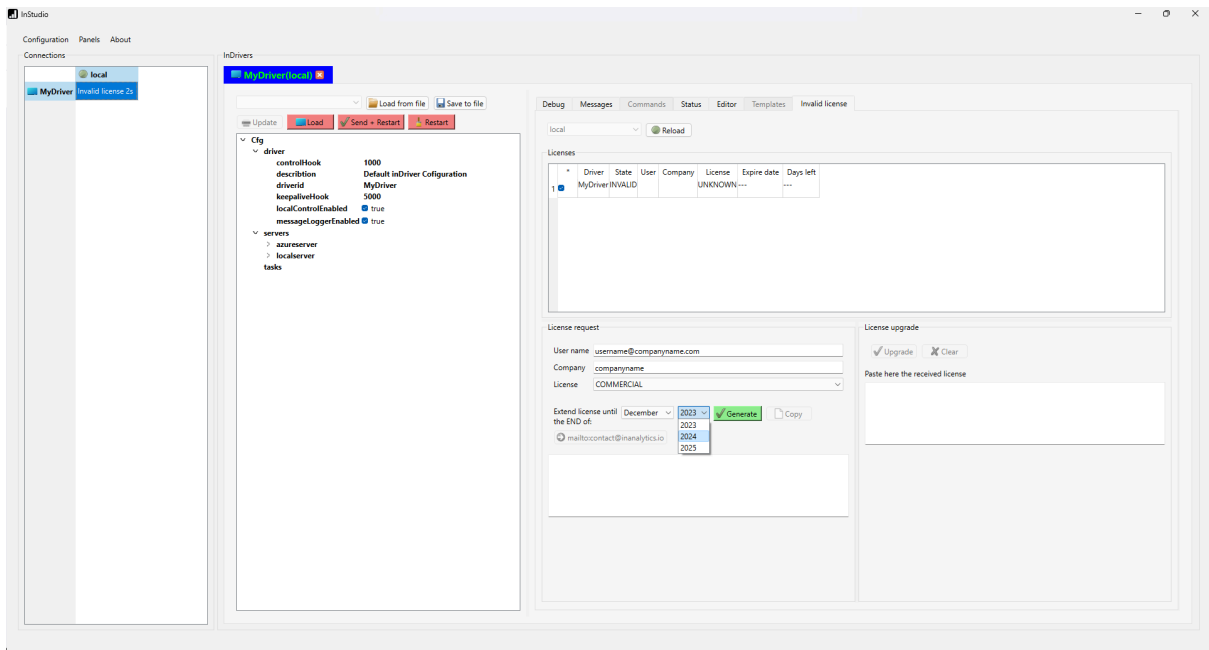 InStudio
Configuration Panels About
Connections
local
MyDriver Invalid license 2s
InDrivers
MyDriver(local)
Load from file Save to file
Update Load Send + Restart Restart
Cfg
driver
controlHook 1000
describtion Default inDriver Cofiguration
driverid MyDriver
keepaliveHook 5000
localControlEnabled true
messageLoggerEnabled true
servers
azureserver
localserver
tasks
Debug Messages Commands Status Editor Templates Invalid license
local Reload
Licenses
* Driver State User Company License Expire date Days left
1 MyDriver INVALID UNKNOWN --- ---
License request
User name username@companyname.com
Company companyname
License COMMERCIAL
Extend license until the END of: December 2023 Generate Copy
2023
2024
2025
mailto:contact@inanalytics.io
License upgrade
Upgrade Clear
Paste here the received license